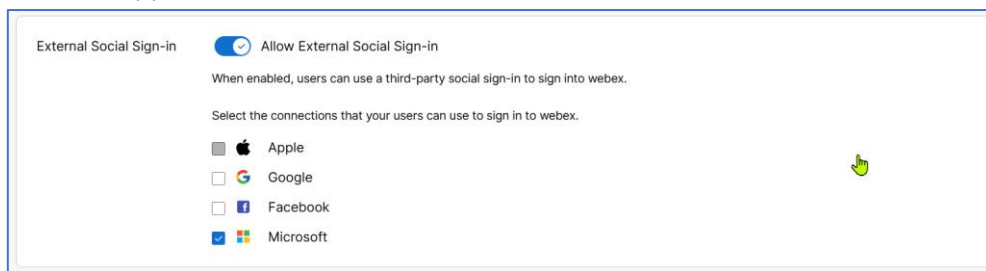 External Social Sign-in
Allow External Social Sign-in
When enabled, users can use a third-party social sign-in to sign into webex.
Select the connections that your users can use to sign in to webex.
Apple
Google
Facebook
Microsoft